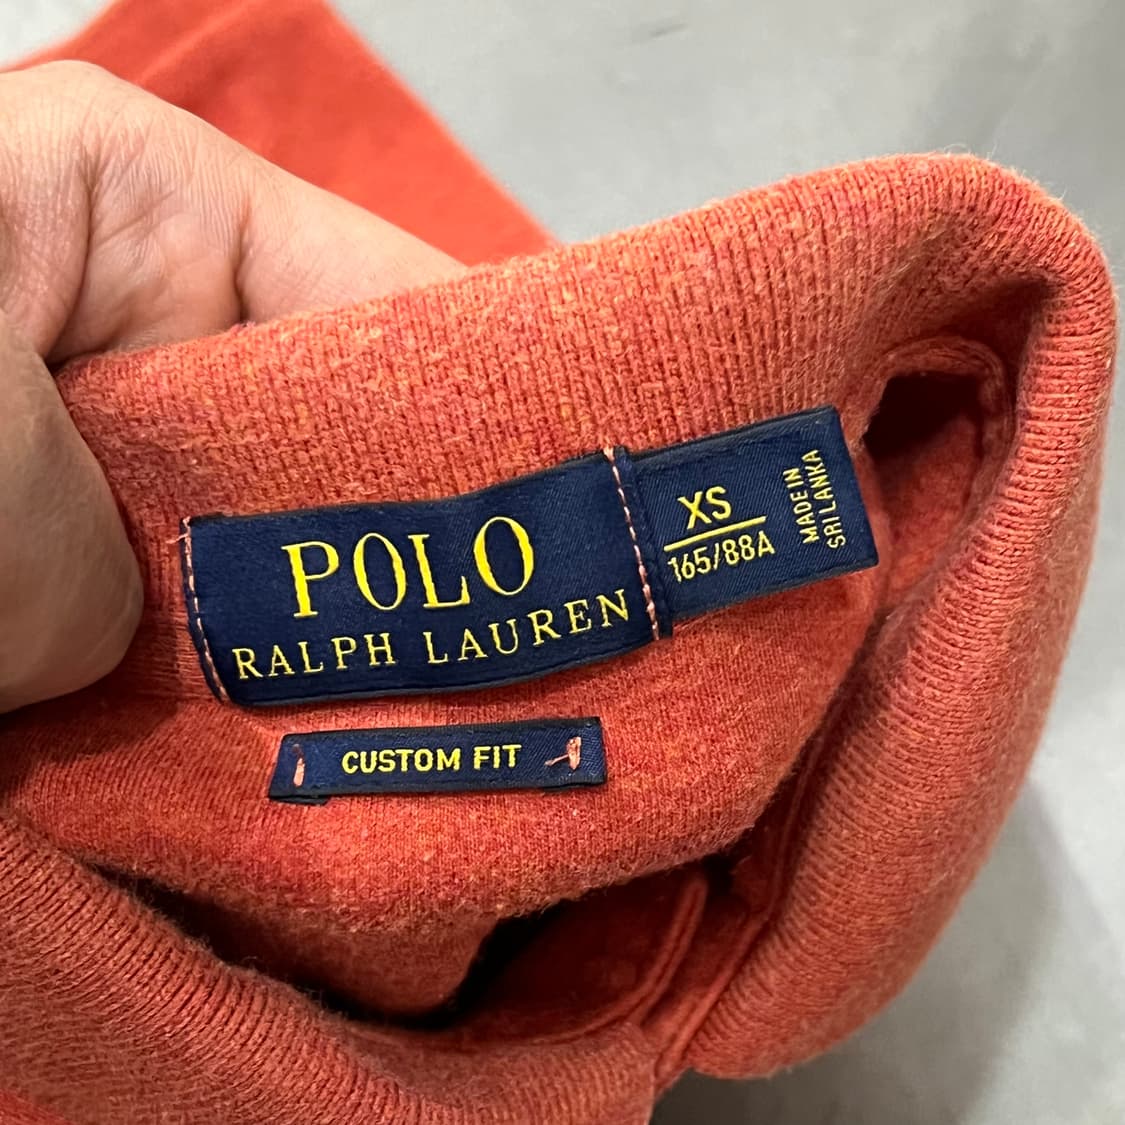 POLO
RALPH LAUREN
XS
165/88A
MADE IN
SRI LANKA
CUSTOM FIT